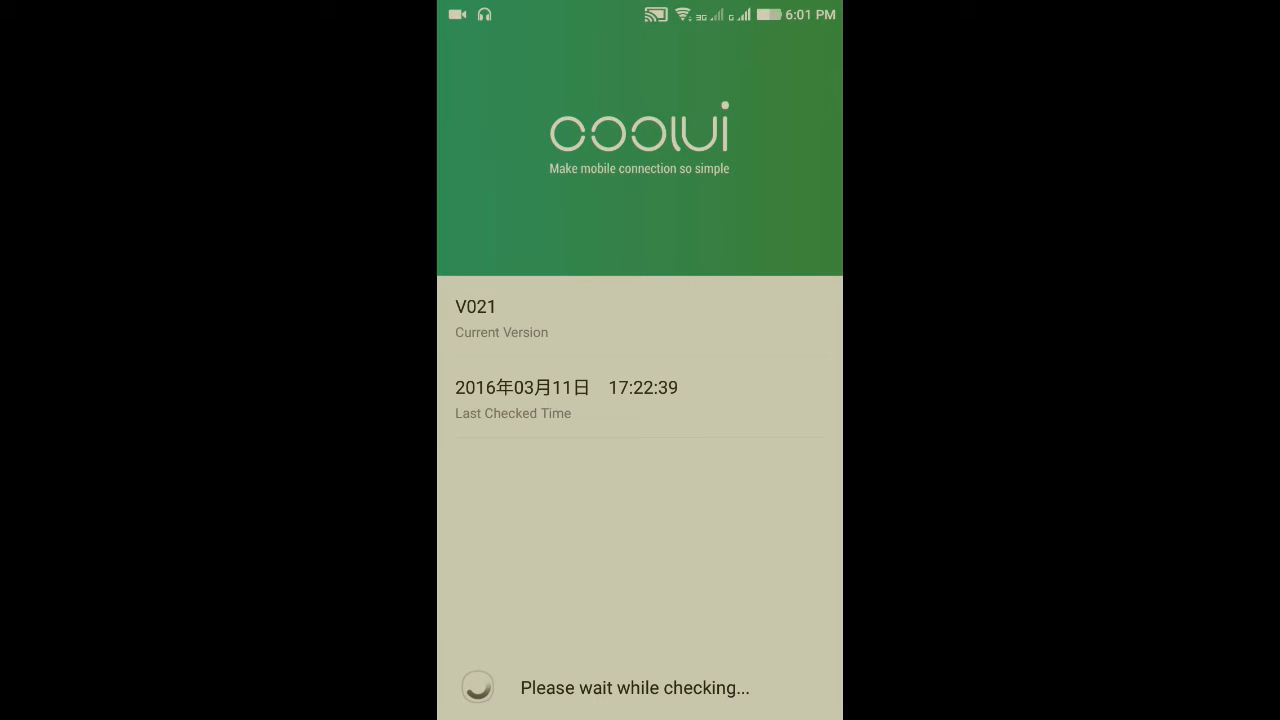 3G G 6:01 PM
coolui
Make mobile connection so simple
V021
Current Version
2016年03月11日 17:22:39
Last Checked Time
Please wait while checking...